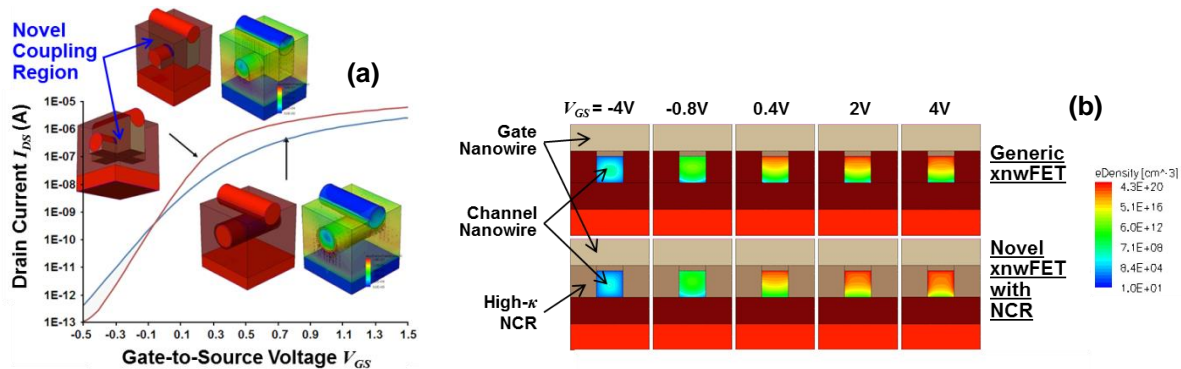 Novel
Coupling
Region
(a)
1E-05
1E-06
1E-07
1E-08
1E-09
1E-10
1E-11
1E-12
1E-13
Drain Current IDS (A)
-0.5 -0.3 -0.1 0.1 0.3 0.5 0.7 0.9 1.1 1.3 1.5
Gate-to-Source Voltage VGS
(b)
VGS = -4V -0.8V 0.4V 2V 4V
Gate
Nanowire
Channel
Nanowire
High-κ
NCR
Generic
xnwFET
Novel
xnwFET
with
NCR
eDensity [cm^-3]
4.3E+20
5.1E+16
6.0E+12
7.1E+08
8.4E+04
1.0E+01